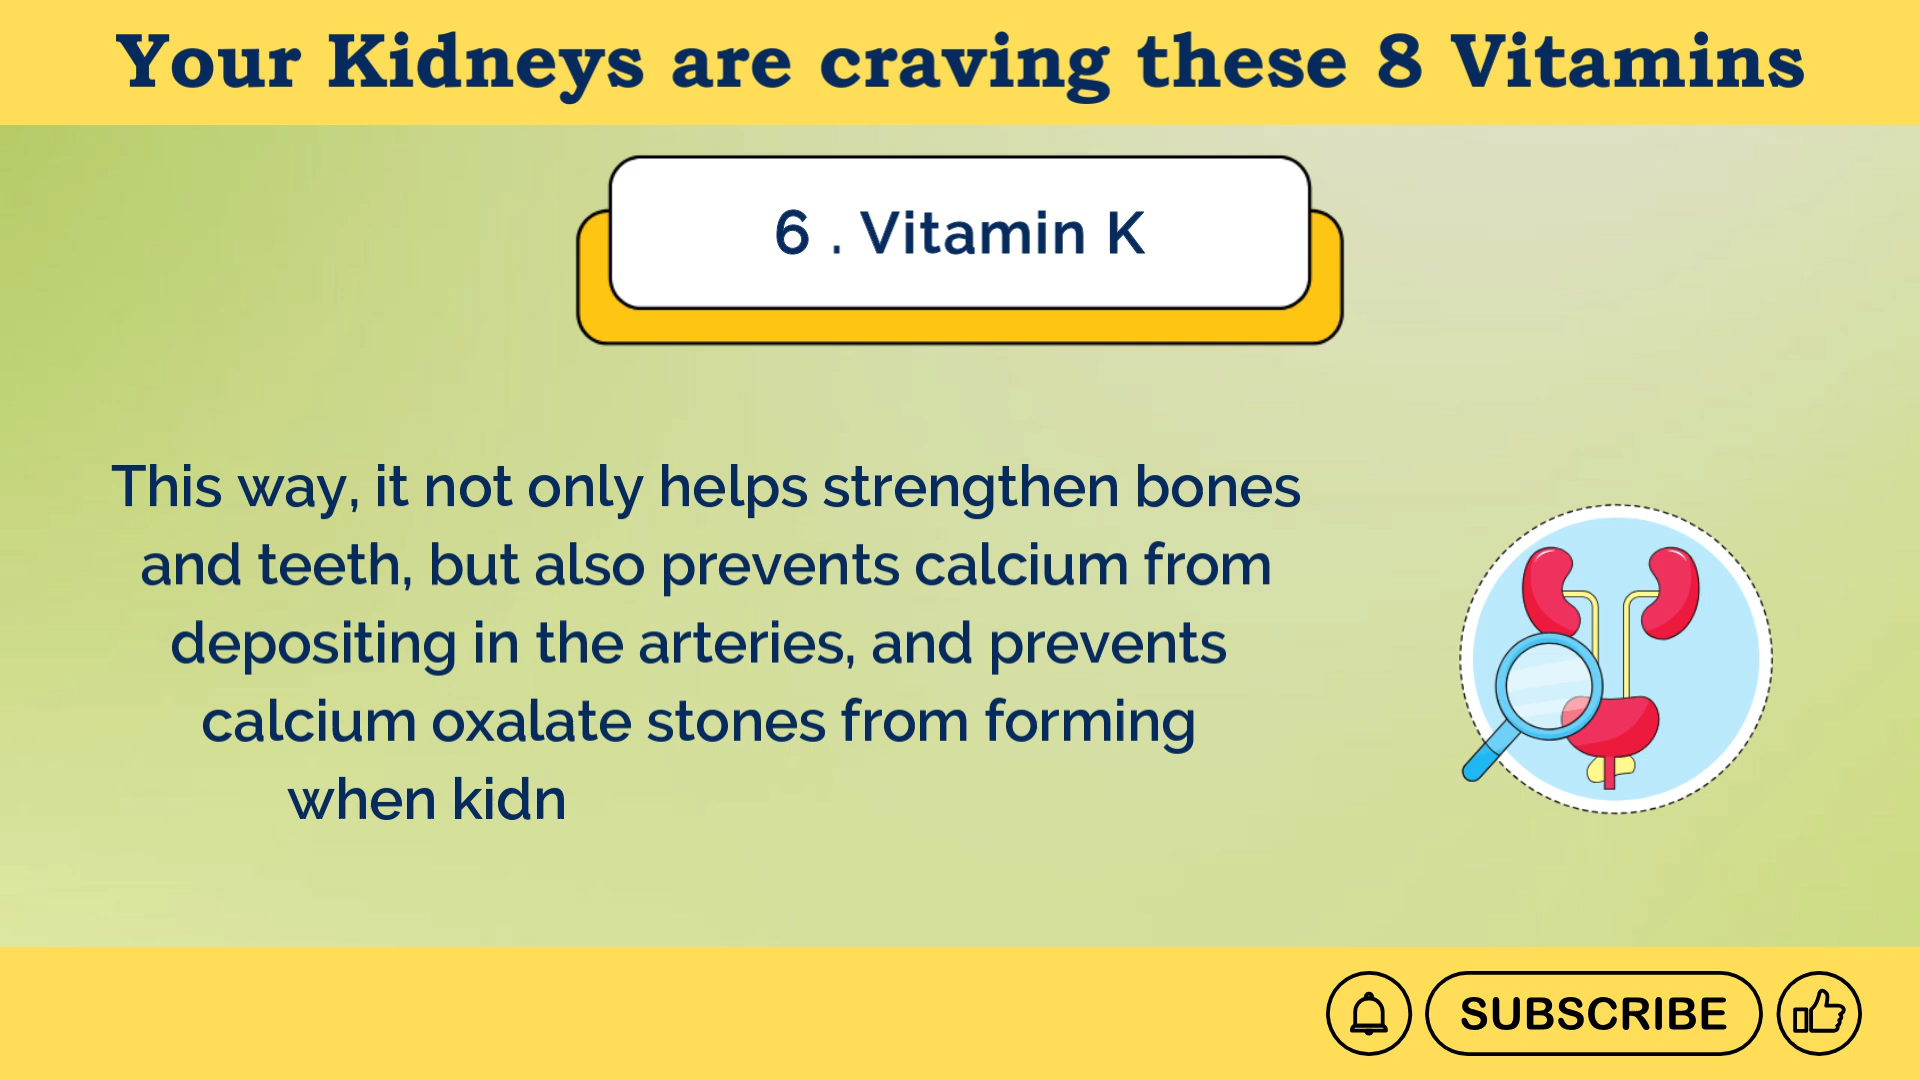 Your Kidneys are craving these 8 Vitamins
6 . Vitamin K
This way, it not only helps strengthen bones
and teeth, but also prevents calcium from
depositing in the arteries, and prevents
calcium oxalate stones from forming
when kidn
SUBSCRIBE